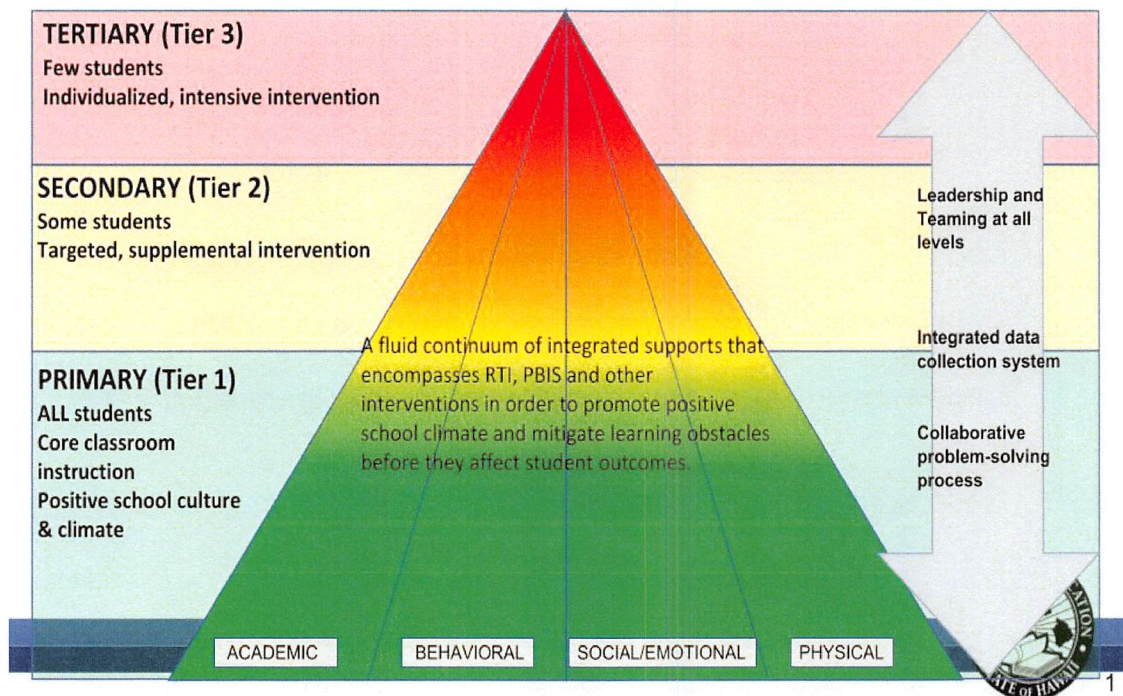 TERTIARY (Tier 3)
Few students
Individualized, intensive intervention
SECONDARY (Tier 2)
Some students
Targeted, supplemental intervention
PRIMARY (Tier 1)
ALL students
Core classroom
instruction
Positive school culture
& climate
A fluid continuum of integrated supports that
encompasses RTI, PBIS and other
interventions in order to promote positive
school climate and mitigate learning obstacles
before they affect student outcomes.
Leadership and
Teaming at all
levels
Integrated data
collection system
Collaborative
problem-solving
process
ACADEMIC
BEHAVIORAL
SOCIAL/EMOTIONAL
PHYSICAL
OF HAWAII
1